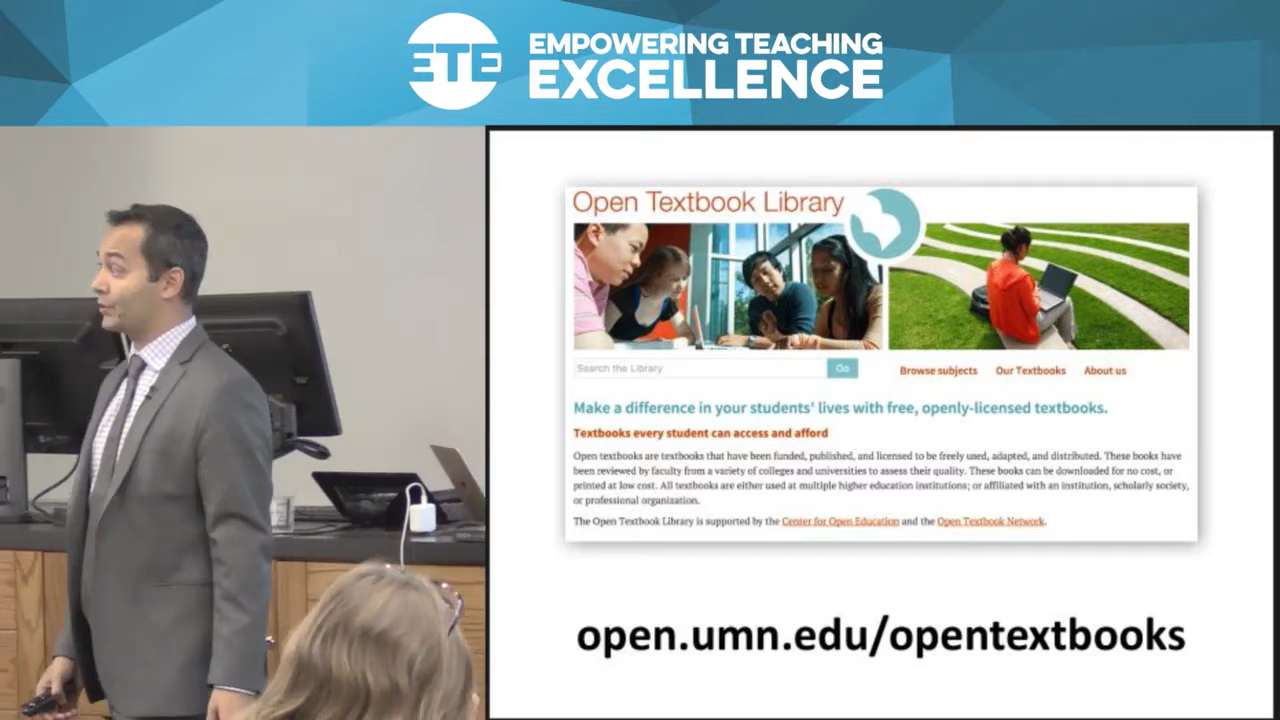 ETE
EMPOWERING TEACHING
EXCELLENCE
Open Textbook Library
Search the Library
Go
Browse subjects
Our Textbooks
About us
Make a difference in your students' lives with free, openly-licensed textbooks.
Textbooks every student can access and afford
Open textbooks are textbooks that have been funded, published, and licensed to be freely used, adapted, and distributed. These books have
been reviewed by faculty from a variety of colleges and universities to assess their quality. These books can be downloaded for no cost, or
printed at low cost. All textbooks are either used at multiple higher education institutions; or affiliated with an institution, scholarly society,
or professional organization.
The Open Textbook Library is supported by the Center for Open Education and the Open Textbook Network.
open.umn.edu/opentextbooks